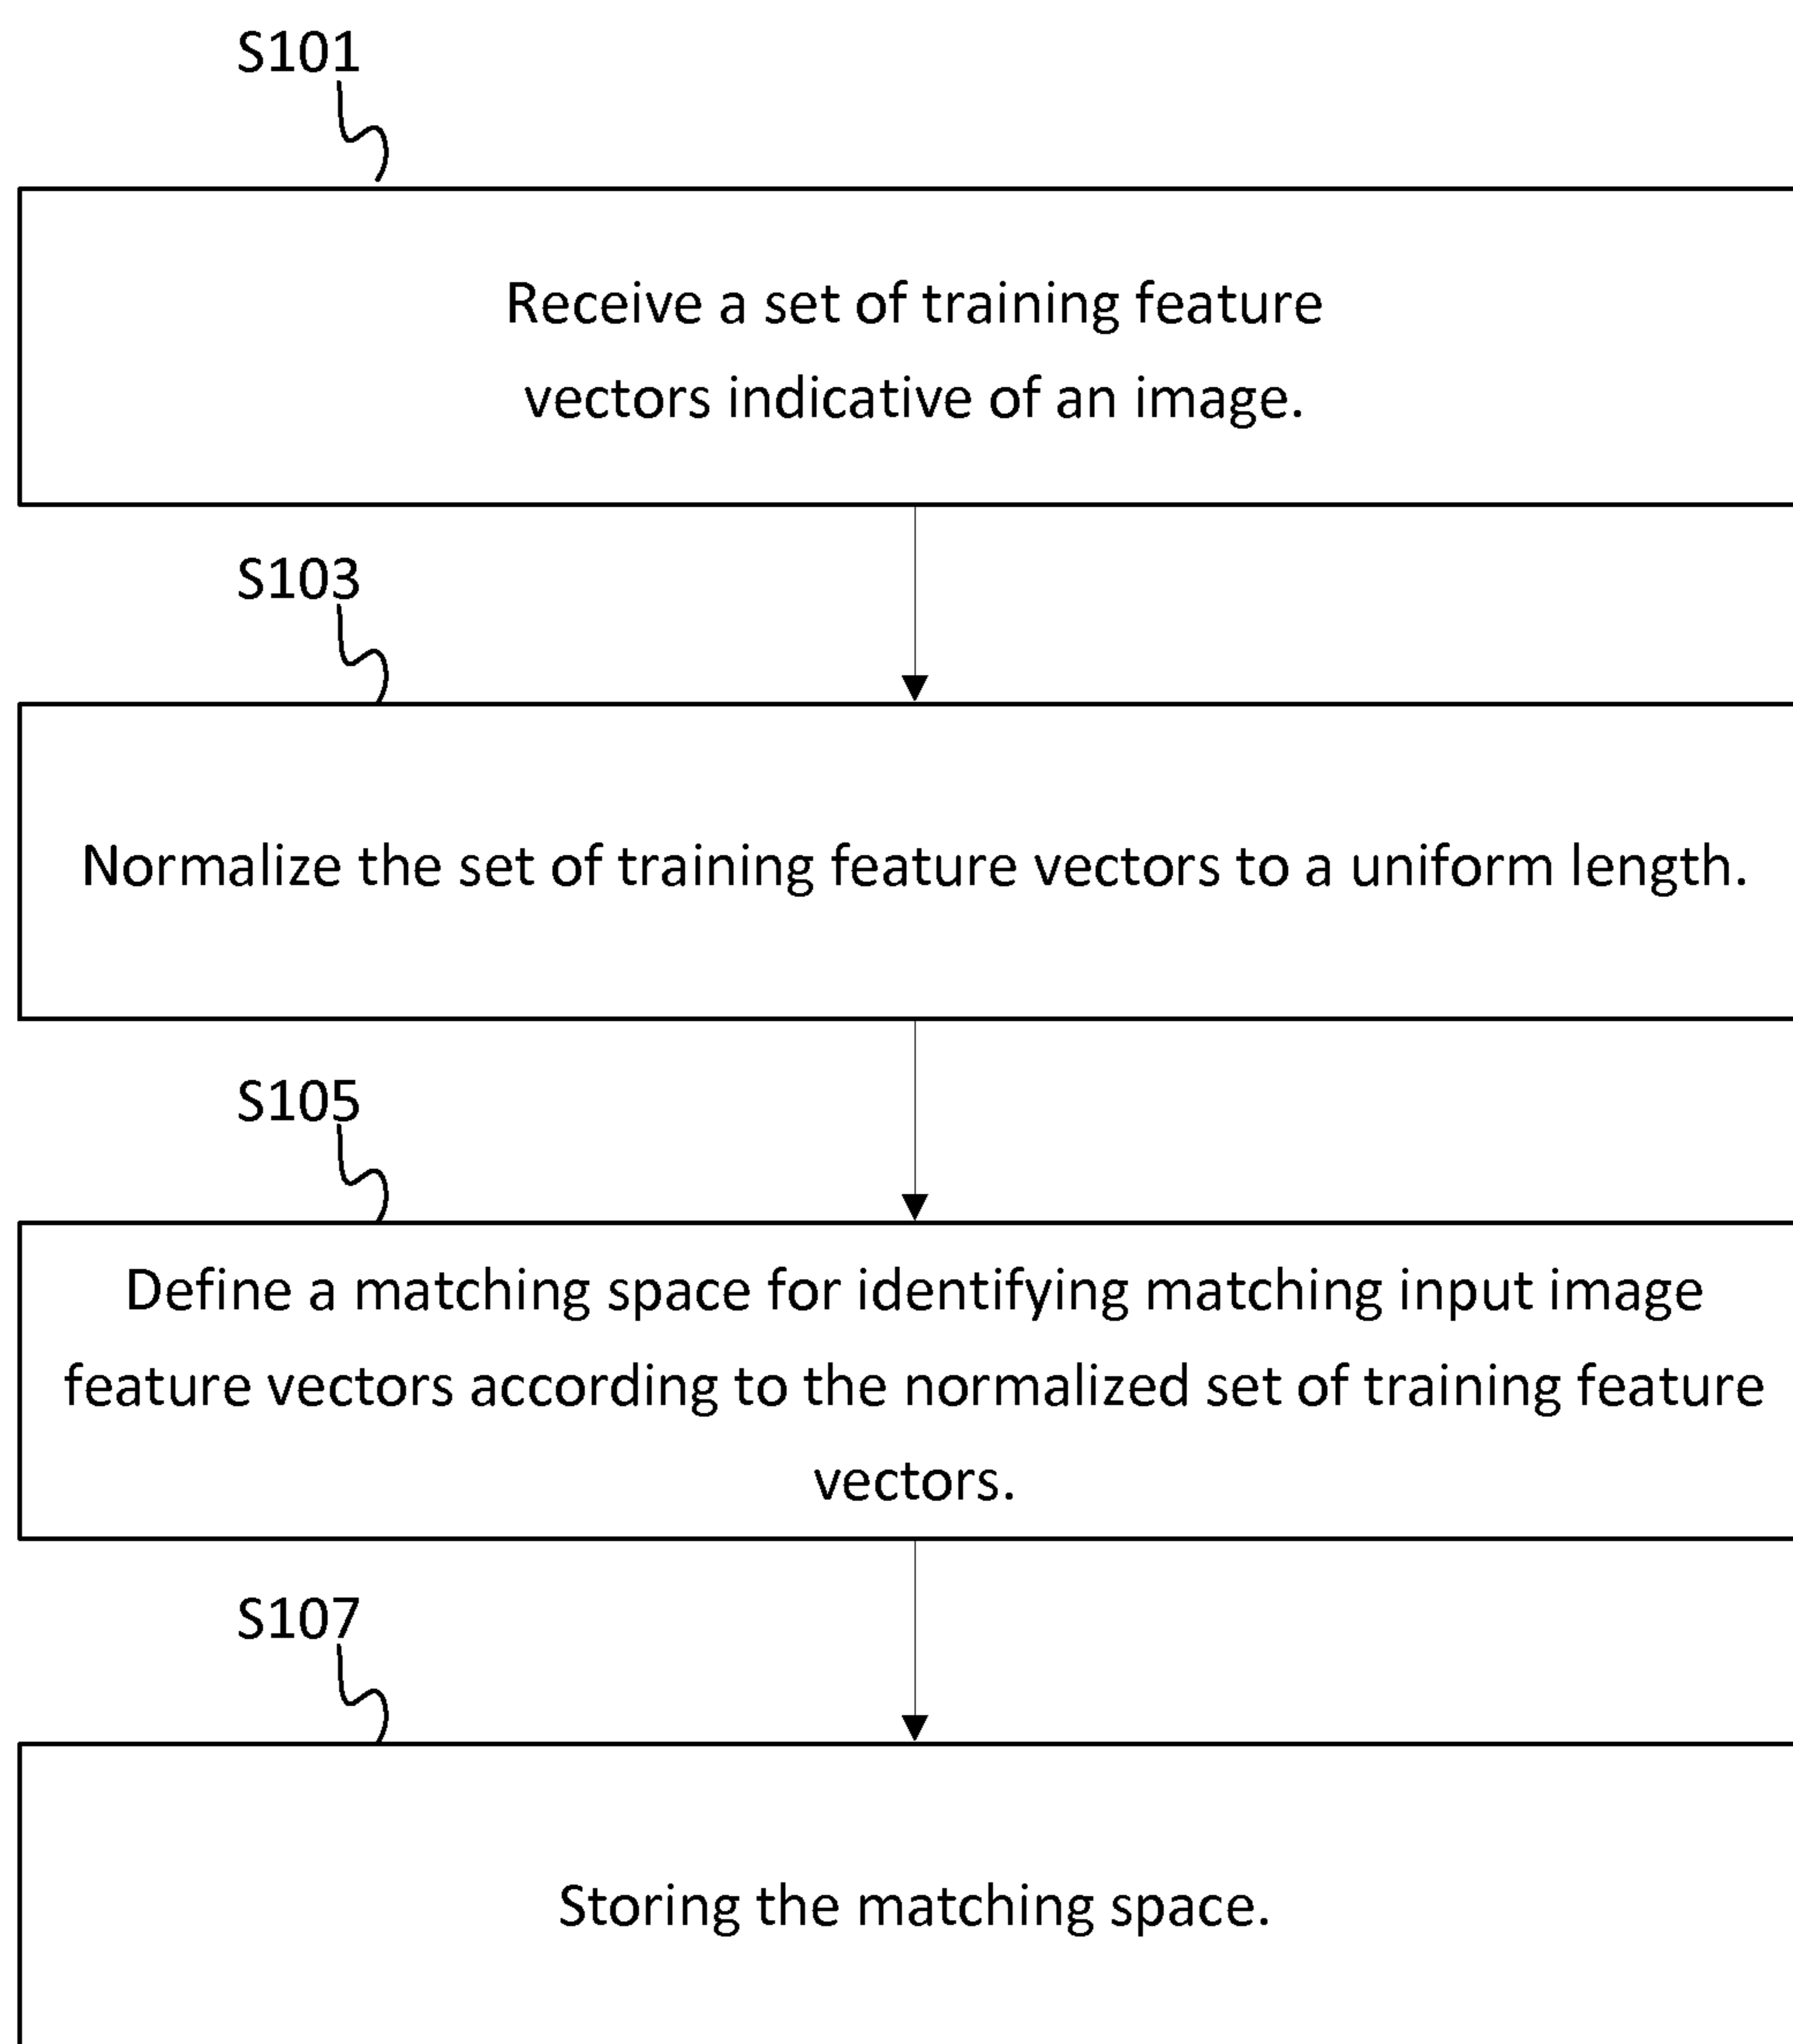 S101
Receive a set of training feature
vectors indicative of an image.
S103
Normalize the set of training feature vectors to a uniform length.
S105
Define a matching space for identifying matching input image
feature vectors according to the normalized set of training feature
vectors.
S107
Storing the matching space.